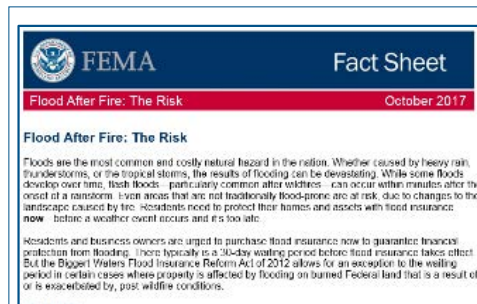 FEMA
Fact Sheet
Flood After Fire: The Risk
October 2017
Flood After Fire: The Risk
Floods are the most common and costly natural hazard in the nation. Whether caused by heavy rain,
thunderstorms, or the tropical storms, the results of flooding can be devastating. While some floods
develop over time, flash floods—particularly common after wildfires—can occur within minutes after the
onset of a rainstorm. Even areas that are not traditionally flood-prone are at risk, due to changes to the
landscape caused by fire. Residents need to protect their homes and assets with flood insurance
now—before a weather event occurs and it's too late.
Residents and business owners are urged to purchase flood insurance now to guarantee financial
protection from flooding. There typically is a 30-day waiting period before flood insurance takes effect.
But the Biggert Waters Flood Insurance Reform Act of 2012 allows for an exception to the waiting
period in certain cases where property is affected by flooding on burned Federal land that is a result of,
or is exacerbated by, post wildfire conditions.